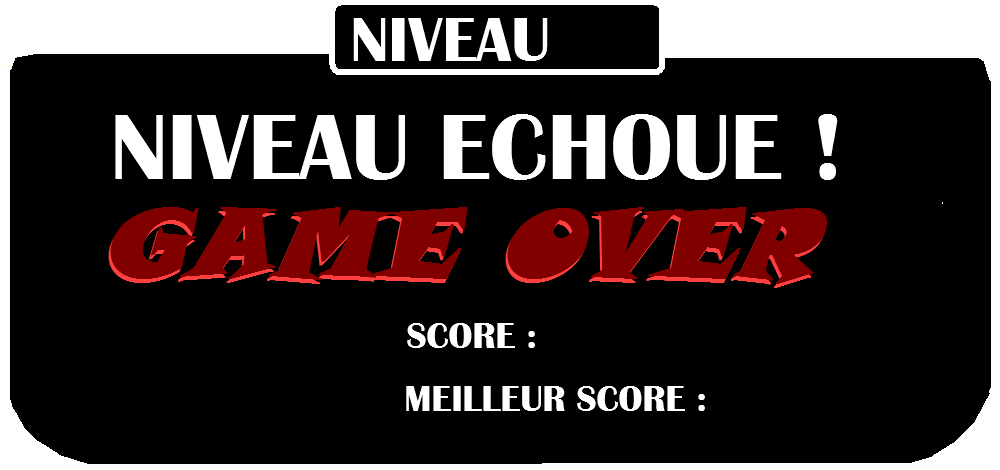 NIVEAU
NIVEAU ECHOUE !
GAME OVER
SCORE :
MEILLEUR SCORE :